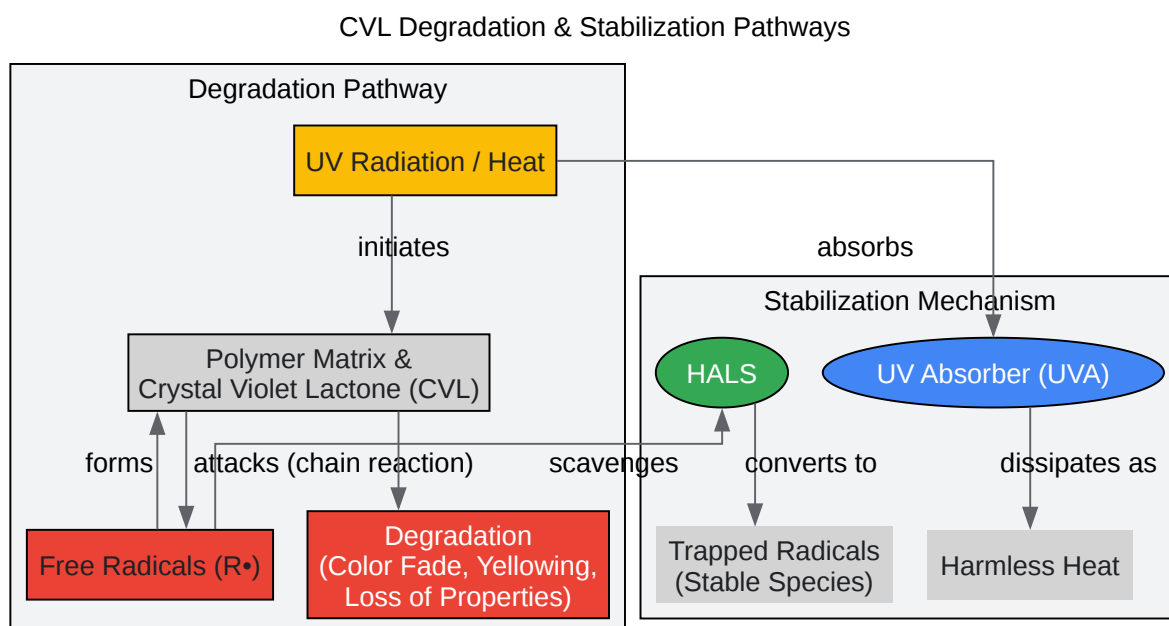 CVL Degradation & Stabilization Pathways
Degradation Pathway
UV Radiation / Heat
initiates
absorbs
Stabilization Mechanism
Polymer Matrix &
Crystal Violet Lactone (CVL)
HALS
UV Absorber (UVA)
forms
attacks (chain reaction)
scavenges
converts to
dissipates as
Free Radicals (R•)
Degradation
(Color Fade, Yellowing,
Loss of Properties)
Trapped Radicals
(Stable Species)
Harmless Heat